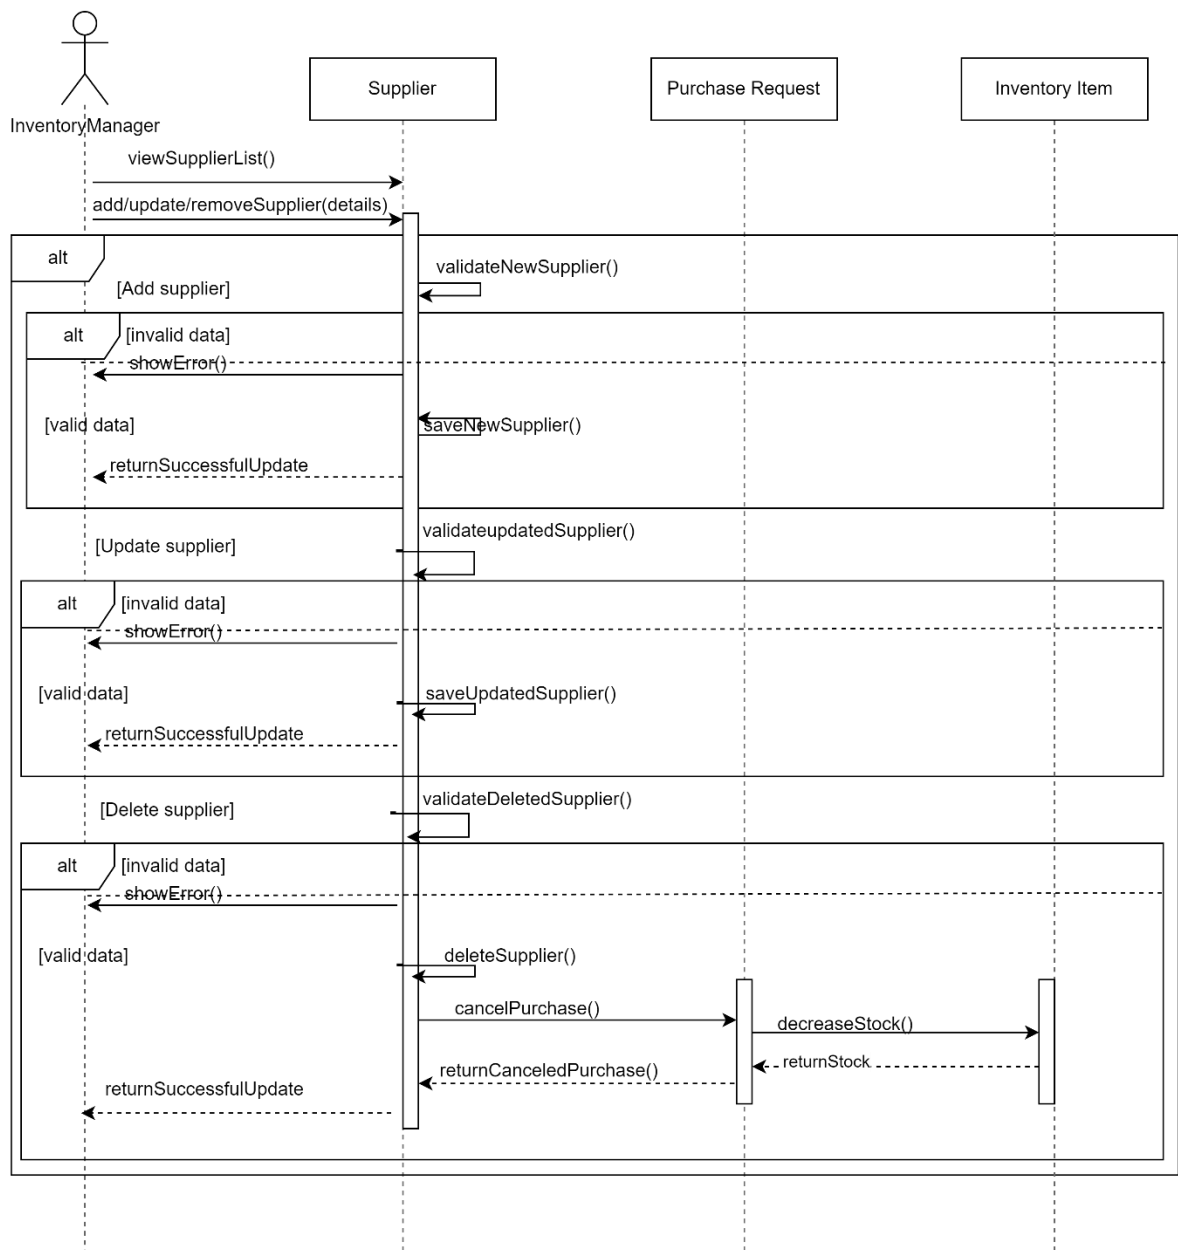 Supplier
Purchase Request
Inventory Item
InventoryManager
viewSupplierList()
add/update/removeSupplier(details)
alt
validateNewSupplier()
[Add supplier]
alt
[invalid data]
showError()
[valid data]
saveNewSupplier()
returnSuccessfulUpdate
validateupdatedSupplier()
[Update supplier]
alt
[invalid data]
showError()
[valid data]
saveUpdatedSupplier()
returnSuccessfulUpdate
validateDeletedSupplier()
[Delete supplier]
alt
[invalid data]
showError()
[valid data]
deleteSupplier()
cancelPurchase()
decreaseStock()
returnStock
returnCanceledPurchase()
returnSuccessfulUpdate